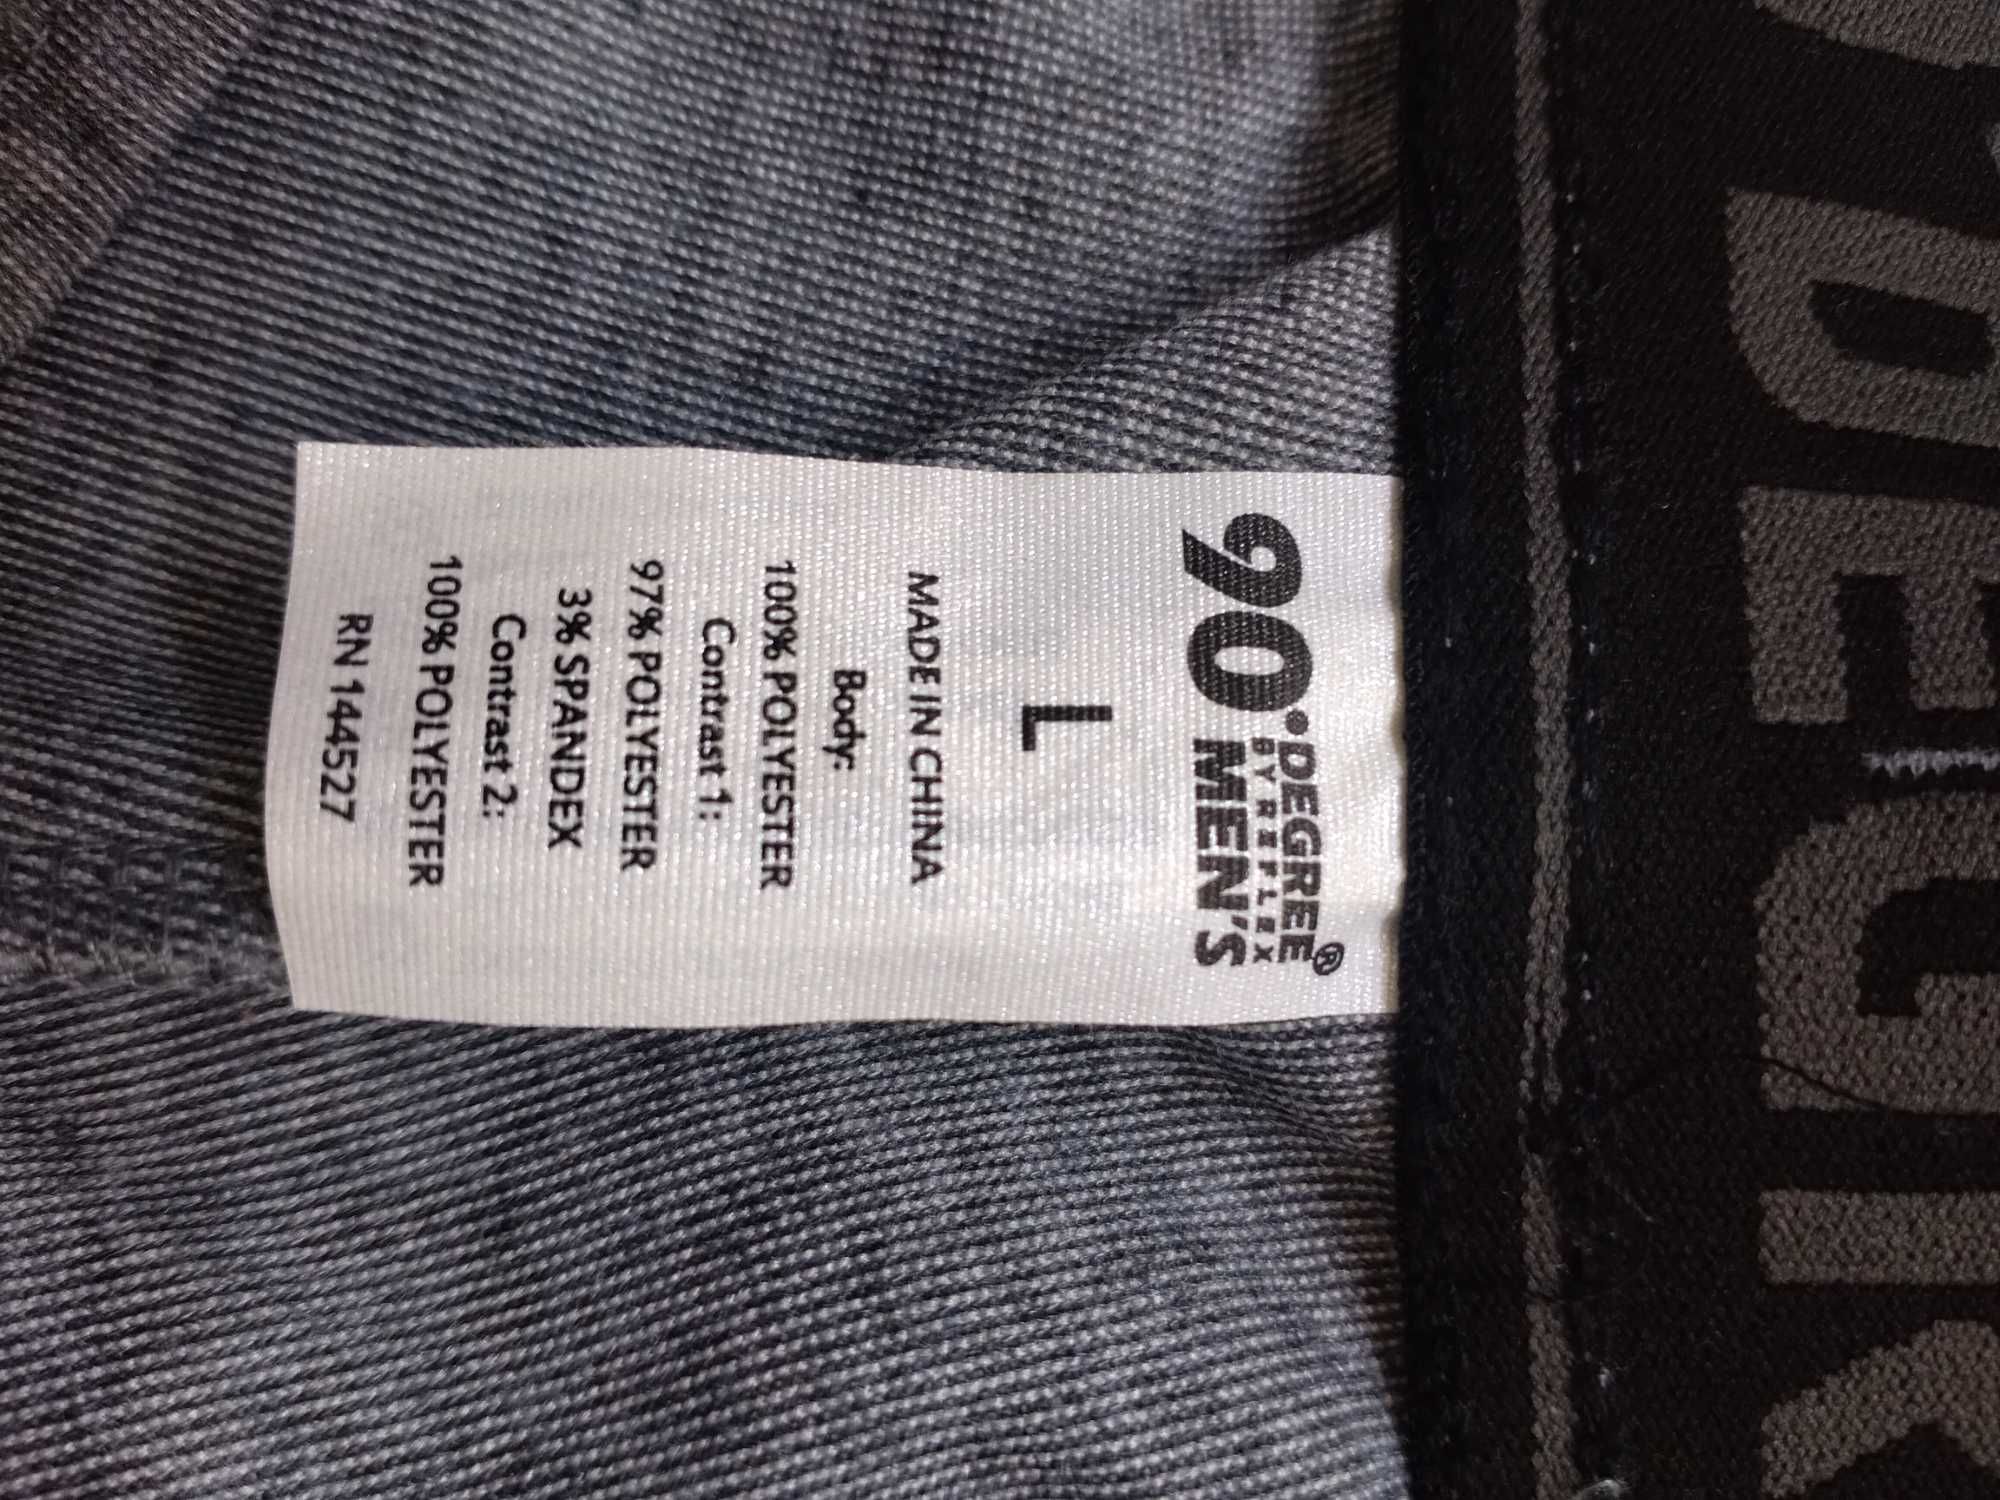 90°DEGREE®
BY REFLEX
MEN'S
L
MADE IN CHINA
Body:
100% POLYESTER
Contrast 1:
97% POLYESTER
3% SPANDEX
Contrast 2:
100% POLYESTER
RN 144527